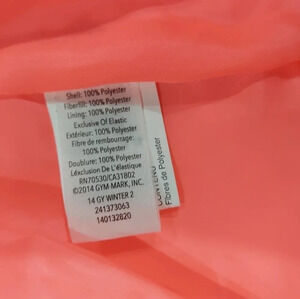 Shell: 100% Polyester
Fiberfill: 100% Polyester
Lining: 100% Polyester
Exclusive Of Elastic
Extérieur: 100% Polyester
Fibre de rembourrage:
100% Polyester
Doublure: 100% Polyester
L'exclusion De L'élastique
RN70530/CA31802
©2014 GYM-MARK, INC.
14 GY WINTER 2
241373063
140132820
CONTENU
Fibres de Polyester